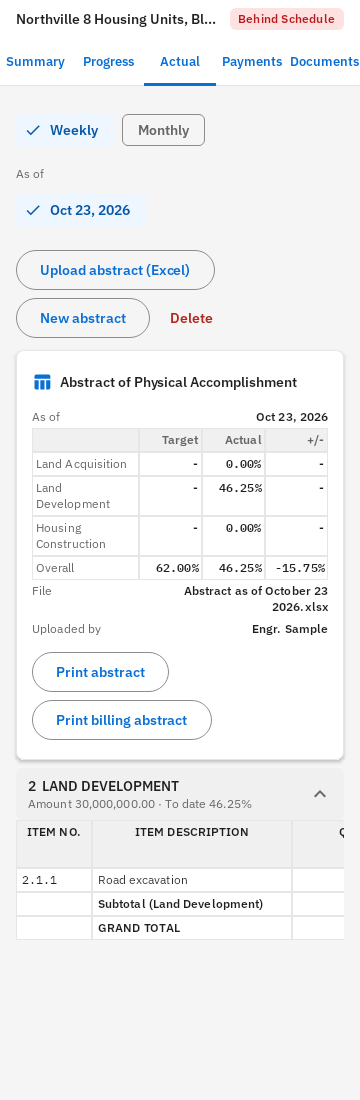 Northville 8 Housing Units, Bl...
Behind Schedule
Summary
Progress
Actual
Payments
Documents
Weekly
Monthly
As of
Oct 23, 2026
Upload abstract (Excel)
New abstract
Delete
Abstract of Physical Accomplishment
As of Oct 23, 2026
Target Actual +/-
Land Acquisition - 0.00% -
Land Development - 46.25% -
Housing Construction - 0.00% -
Overall 62.00% 46.25% -15.75%
File Abstract as of October 23
2026.xlsx
Uploaded by Engr. Sample
Print abstract
Print billing abstract
2 LAND DEVELOPMENT
Amount 30,000,000.00 · To date 46.25%
ITEM NO. ITEM DESCRIPTION
2.1.1 Road excavation
Subtotal (Land Development)
GRAND TOTAL